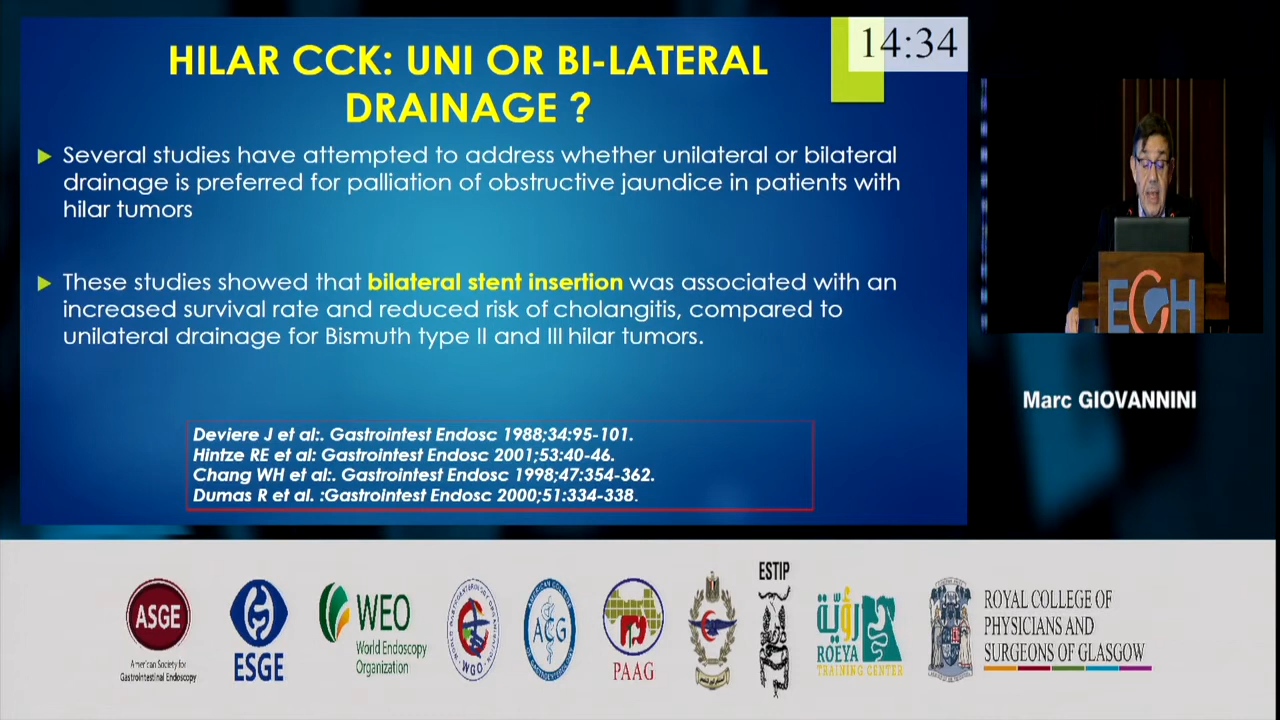 HILAR CCK: UNI OR BI-LATERAL
DRAINAGE ?
14:34
Several studies have attempted to address whether unilateral or bilateral
drainage is preferred for palliation of obstructive jaundice in patients with
hilar tumors
These studies showed that bilateral stent insertion was associated with an
increased survival rate and reduced risk of cholangitis, compared to
unilateral drainage for Bismuth type II and III hilar tumors.
Deviere J et al:. Gastrointest Endosc 1988;34:95-101.
Hintze RE et al: Gastrointest Endosc 2001;53:40-46.
Chang WH et al:. Gastrointest Endosc 1998;47:354-362.
Dumas R et al. :Gastrointest Endosc 2000;51:334-338.
EGH
Marc GIOVANNINI
ASGE
American Society for
Gastrointestinal Endoscopy
ESGE
WEO
World Endoscopy
Organization
WGO
ACG
PAAG
ESTIP
رؤيّة
ROEYA
TRAINING CENTER
ROYAL COLLEGE OF
PHYSICIANS AND
SURGEONS OF GLASGOW